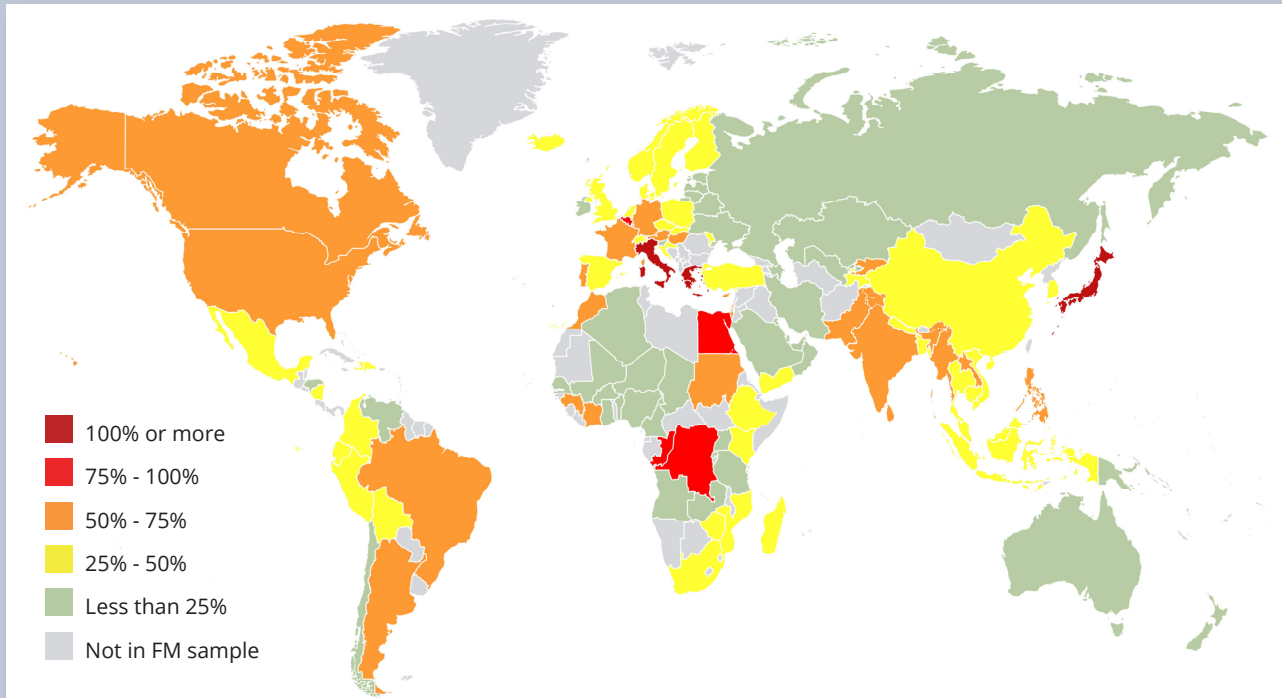 100% or more
75% - 100%
50% - 75%
25% - 50%
Less than 25%
Not in FM sample